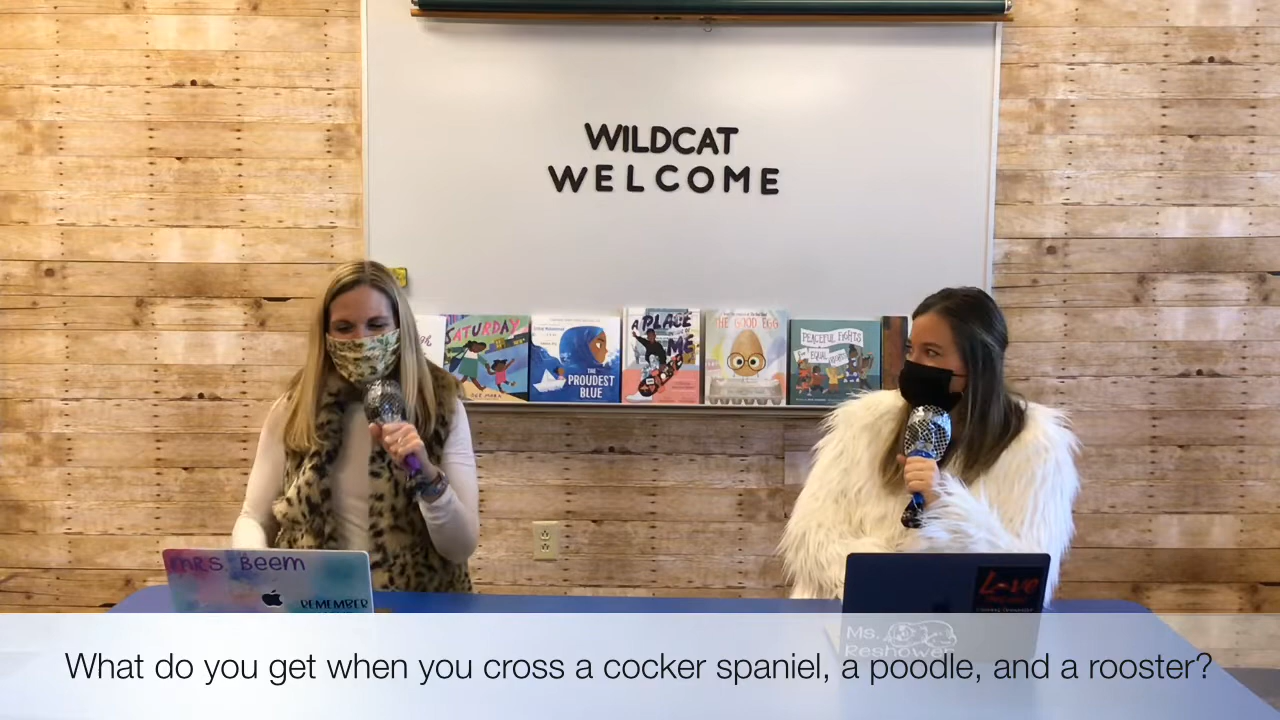 WILDCAT
WELCOME
SATURDAY
THE
PROUDEST
BLUE
A PLACE
ME
THE GOOD EGG
PEACEFUL FIGHTS
EQUAL
MRS. Beem
REMEMBER
Love
Ms.
Reshower
What do you get when you cross a cocker spaniel, a poodle, and a rooster?